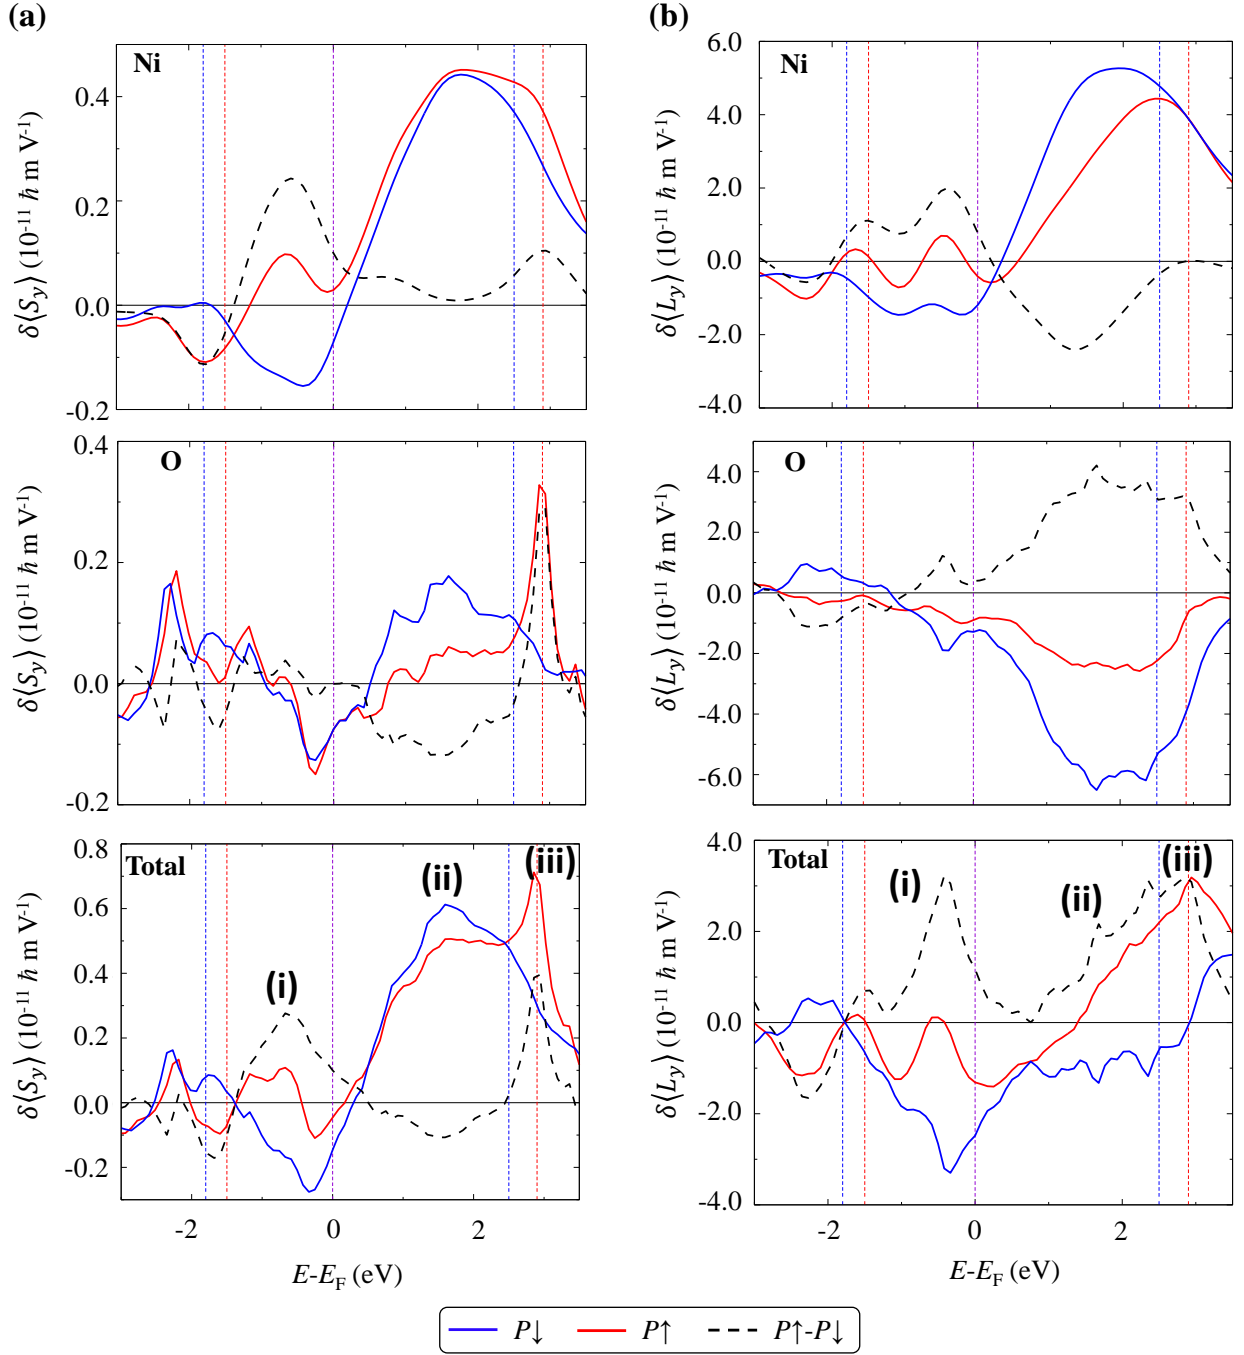 (a)
Ni
δ⟨S_y⟩ (10⁻¹¹ ℏ m V⁻¹)
0.4
0.2
0.0
-0.2
O
δ⟨S_y⟩ (10⁻¹¹ ℏ m V⁻¹)
0.4
0.2
0.0
-0.2
Total
(i)
(ii)
(iii)
δ⟨S_y⟩ (10⁻¹¹ ℏ m V⁻¹)
0.8
0.6
0.4
0.2
0.0
-0.2
-2
0
2
E-E_F (eV)
(b)
Ni
δ⟨L_y⟩ (10⁻¹¹ ℏ m V⁻¹)
6.0
4.0
2.0
0.0
-2.0
-4.0
O
δ⟨L_y⟩ (10⁻¹¹ ℏ m V⁻¹)
4.0
2.0
0.0
-2.0
-4.0
-6.0
Total
(i)
(ii)
(iii)
δ⟨L_y⟩ (10⁻¹¹ ℏ m V⁻¹)
4.0
2.0
0.0
-2.0
-4.0
-2
0
2
E-E_F (eV)
P↓ P↑ P↑-P↓